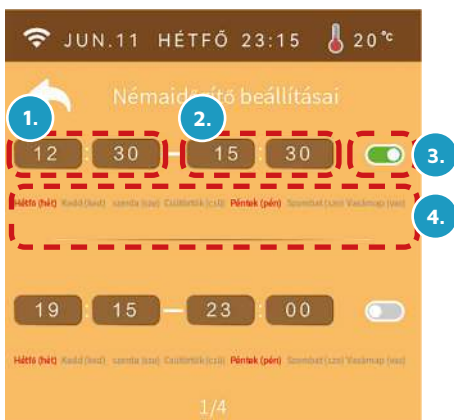 JUN.11 HÉTFŐ 23:15 20°C
Némaidősítő beállításai
1. 2.
12 : 30 — 15 : 30 3.
Hétfő (hét) Kedd (ked) szerda (sze) Csütörtök (csü) Péntek (pén) Szombat (szo) Vasárnap (vas) 4.
19 : 15 — 23 : 00
Hétfő (hét) Kedd (ked) szerda (sze) Csütörtök (csü) Péntek (pén) Szombat (szo) Vasárnap (vas)
1/4